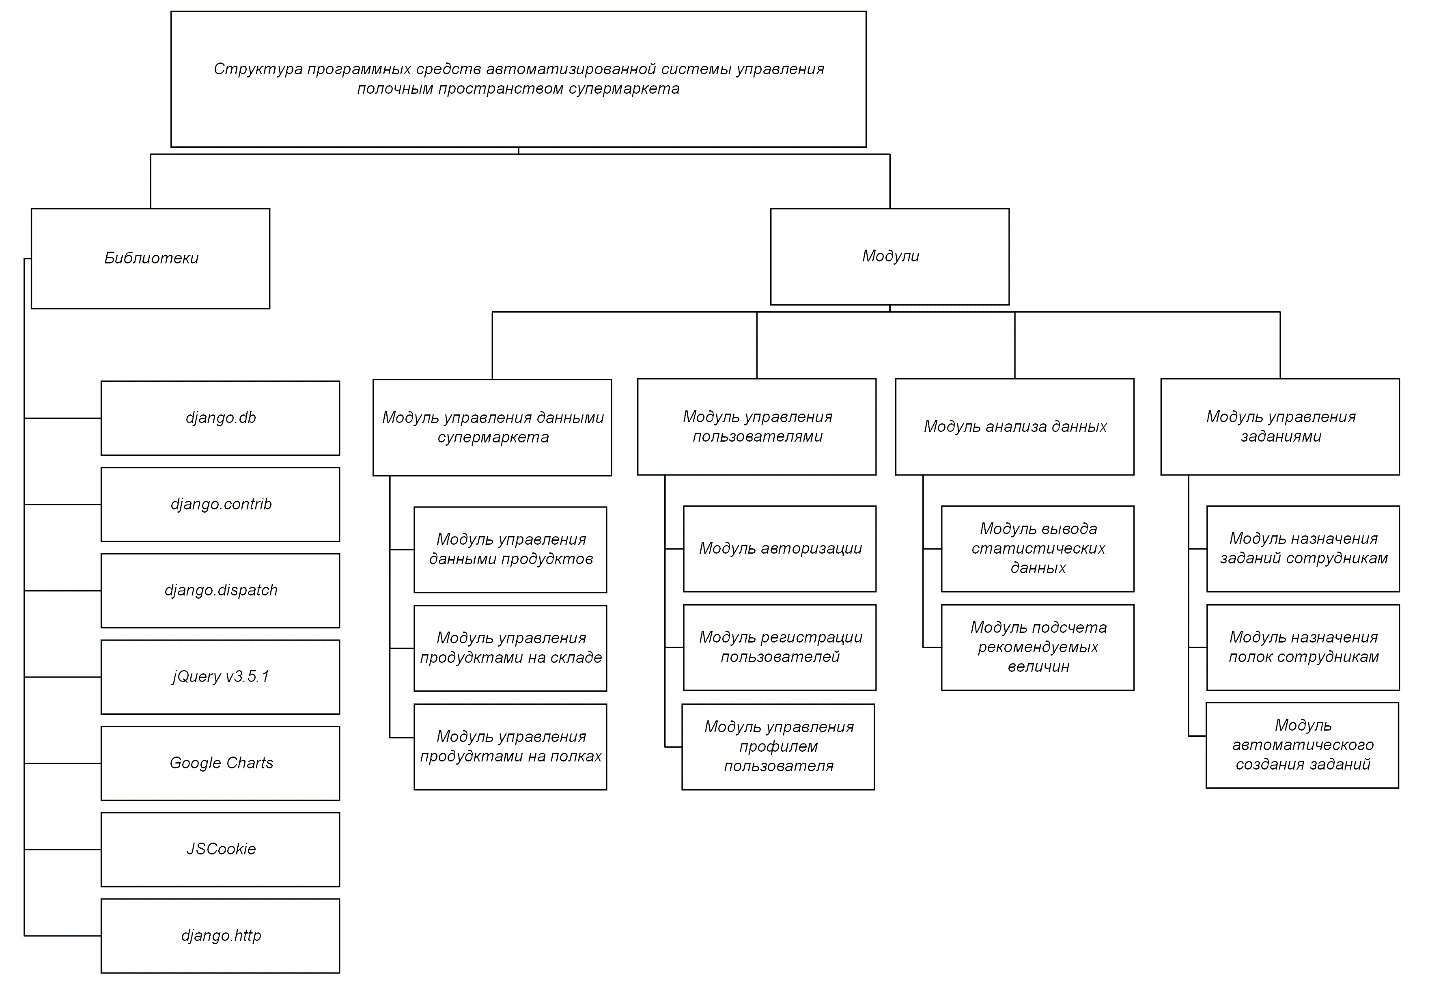 Структура программных средств автоматизированной системы управления
полочным пространством супермаркета
Библиотеки
Модули
django.db
django.contrib
django.dispatch
jQuery v3.5.1
Google Charts
JSCookie
django.http
Модуль управления данными
супермаркета
Модуль управления
данными продудктов
Модуль управления
продудктами на складе
Модуль управления
продудктами на полках
Модуль управления
пользователями
Модуль авторизации
Модуль регистрации
пользователей
Модуль управления
профилем
пользователя
Модуль анализа данных
Модуль вывода
статистических
данных
Модуль подсчета
рекомендуемых
величин
Модуль управления
заданиями
Модуль назначения
заданий сотрудникам
Модуль назначения
полок сотрудникам
Модуль
автоматического
создания заданий